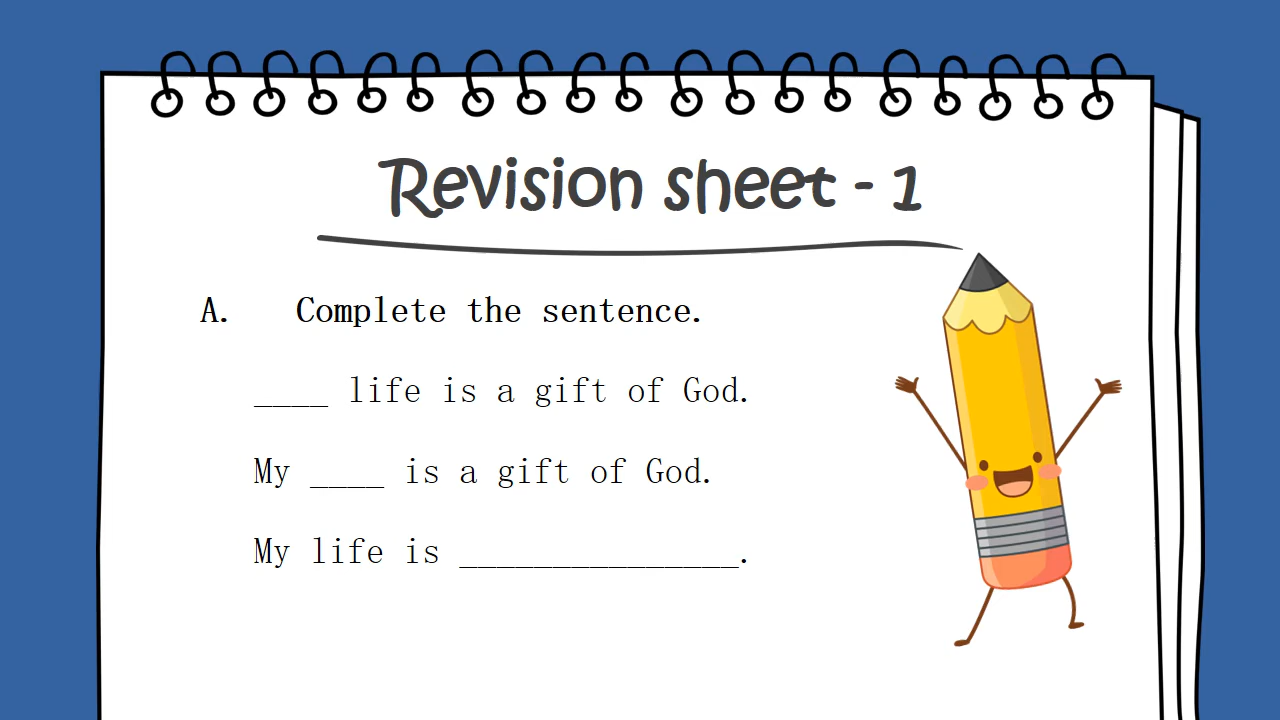 Revision sheet - 1
A. Complete the sentence.
____ life is a gift of God.
My ____ is a gift of God.
My life is _______________.